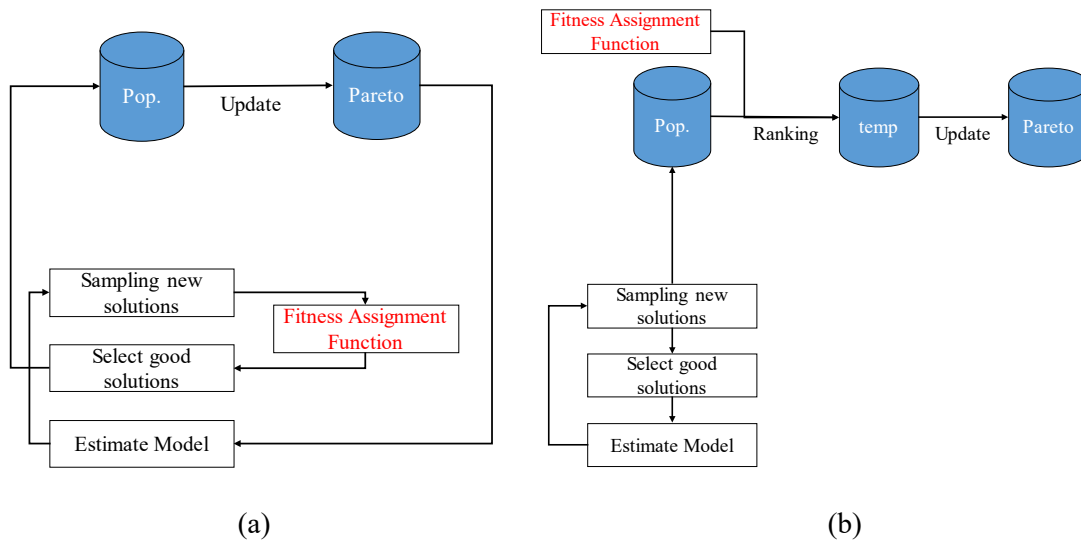 Pop.
Update
Pareto
Sampling new
solutions
Fitness Assignment
Function
Select good
solutions
Estimate Model
(a)
Fitness Assignment
Function
Pop.
Ranking
temp
Update
Pareto
Sampling new
solutions
Select good
solutions
Estimate Model
(b)